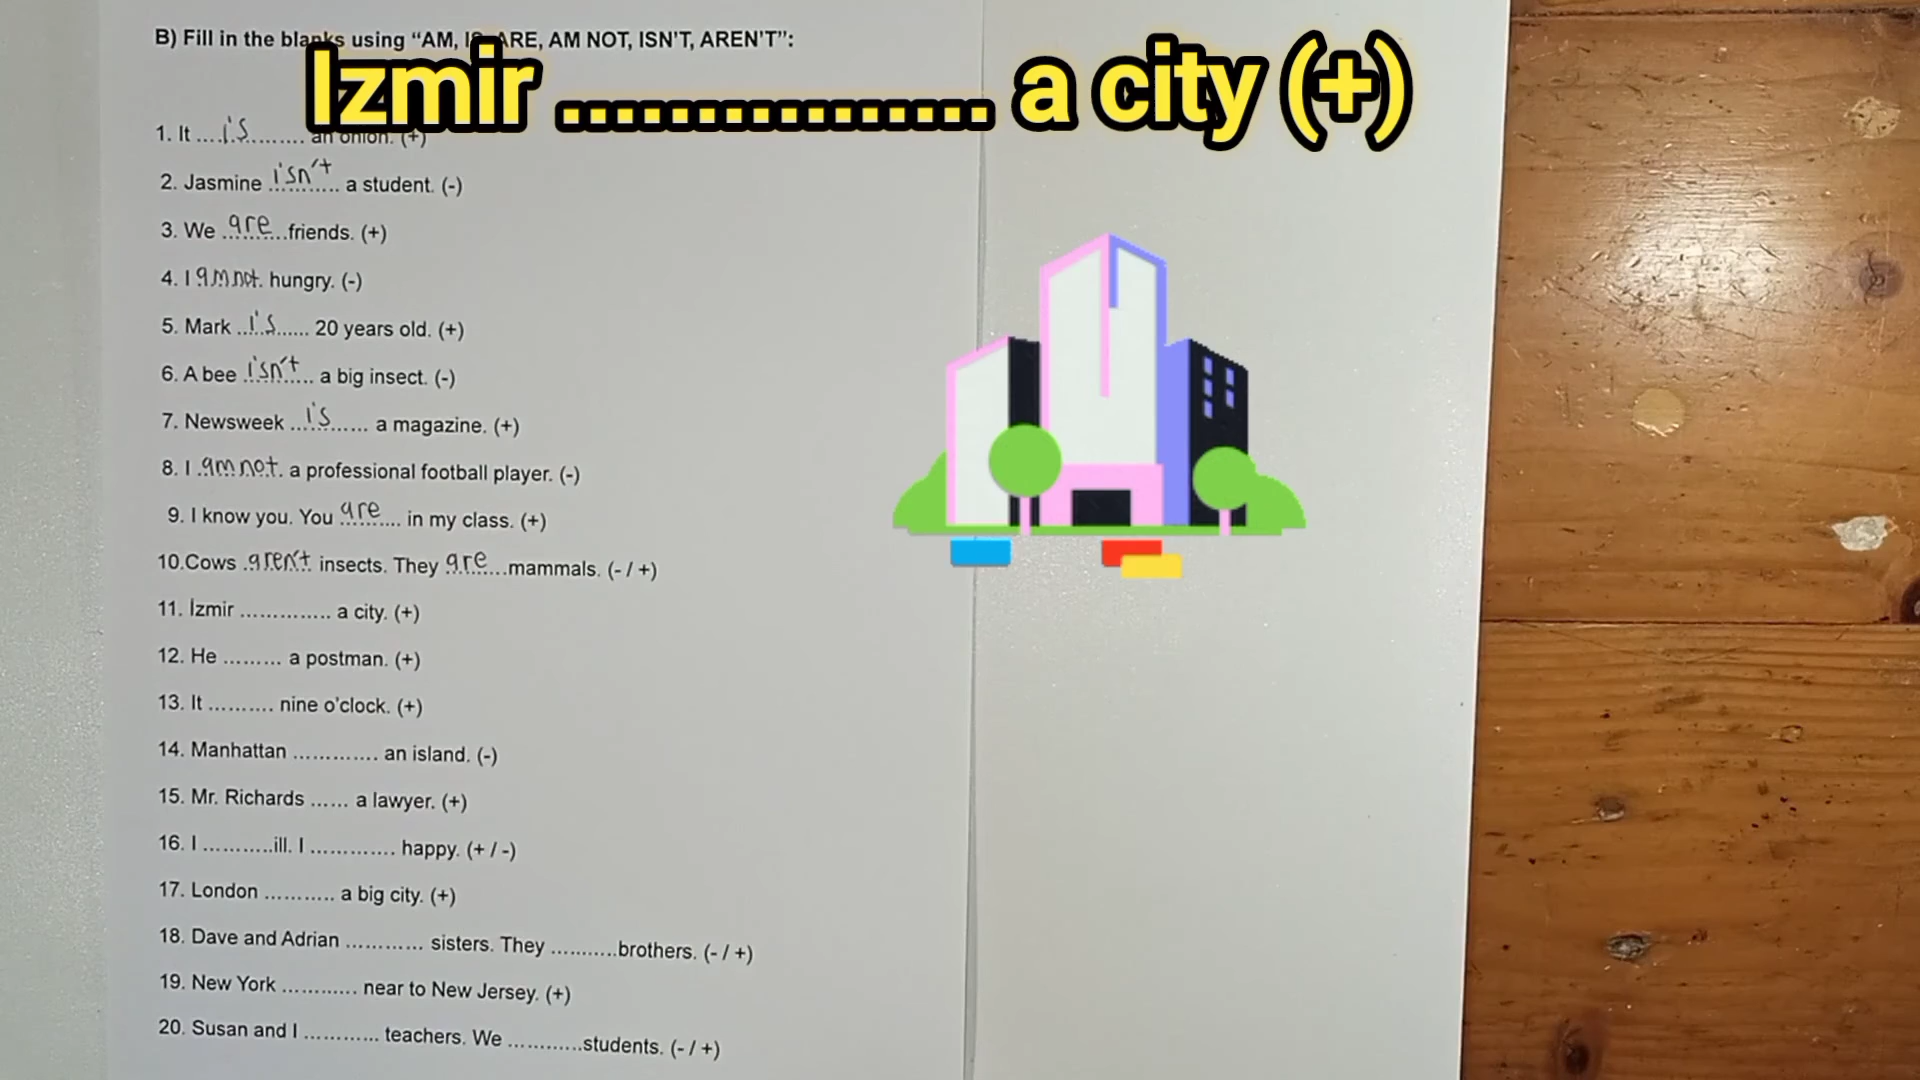 B) Fill in the blanks using “AM, IS, ARE, AM NOT, ISN'T, AREN'T”:
Izmir ................ a city (+)
1. It ....is.......... an onion. (+)
2. Jasmine isn't a student. (-)
3. We are friends. (+)
4. I am not. hungry. (-)
5. Mark ..is...... 20 years old. (+)
6. A bee isn't a big insect. (-)
7. Newsweek ...is...... a magazine. (+)
8. I .am not. a professional football player. (-)
9. I know you. You are.... in my class. (+)
10.Cows .aren't insects. They are...mammals. (- / +)
11. İzmir .............. a city. (+)
12. He ......... a postman. (+)
13. It .......... nine o'clock. (+)
14. Manhattan ............. an island. (-)
15. Mr. Richards ...... a lawyer. (+)
16. I ...........ill. I ............. happy. (+ / -)
17. London ........... a big city. (+)
18. Dave and Adrian ............ sisters. They ..........brothers. (- / +)
19. New York ............ near to New Jersey. (+)
20. Susan and I ............ teachers. We ............students. (- / +)